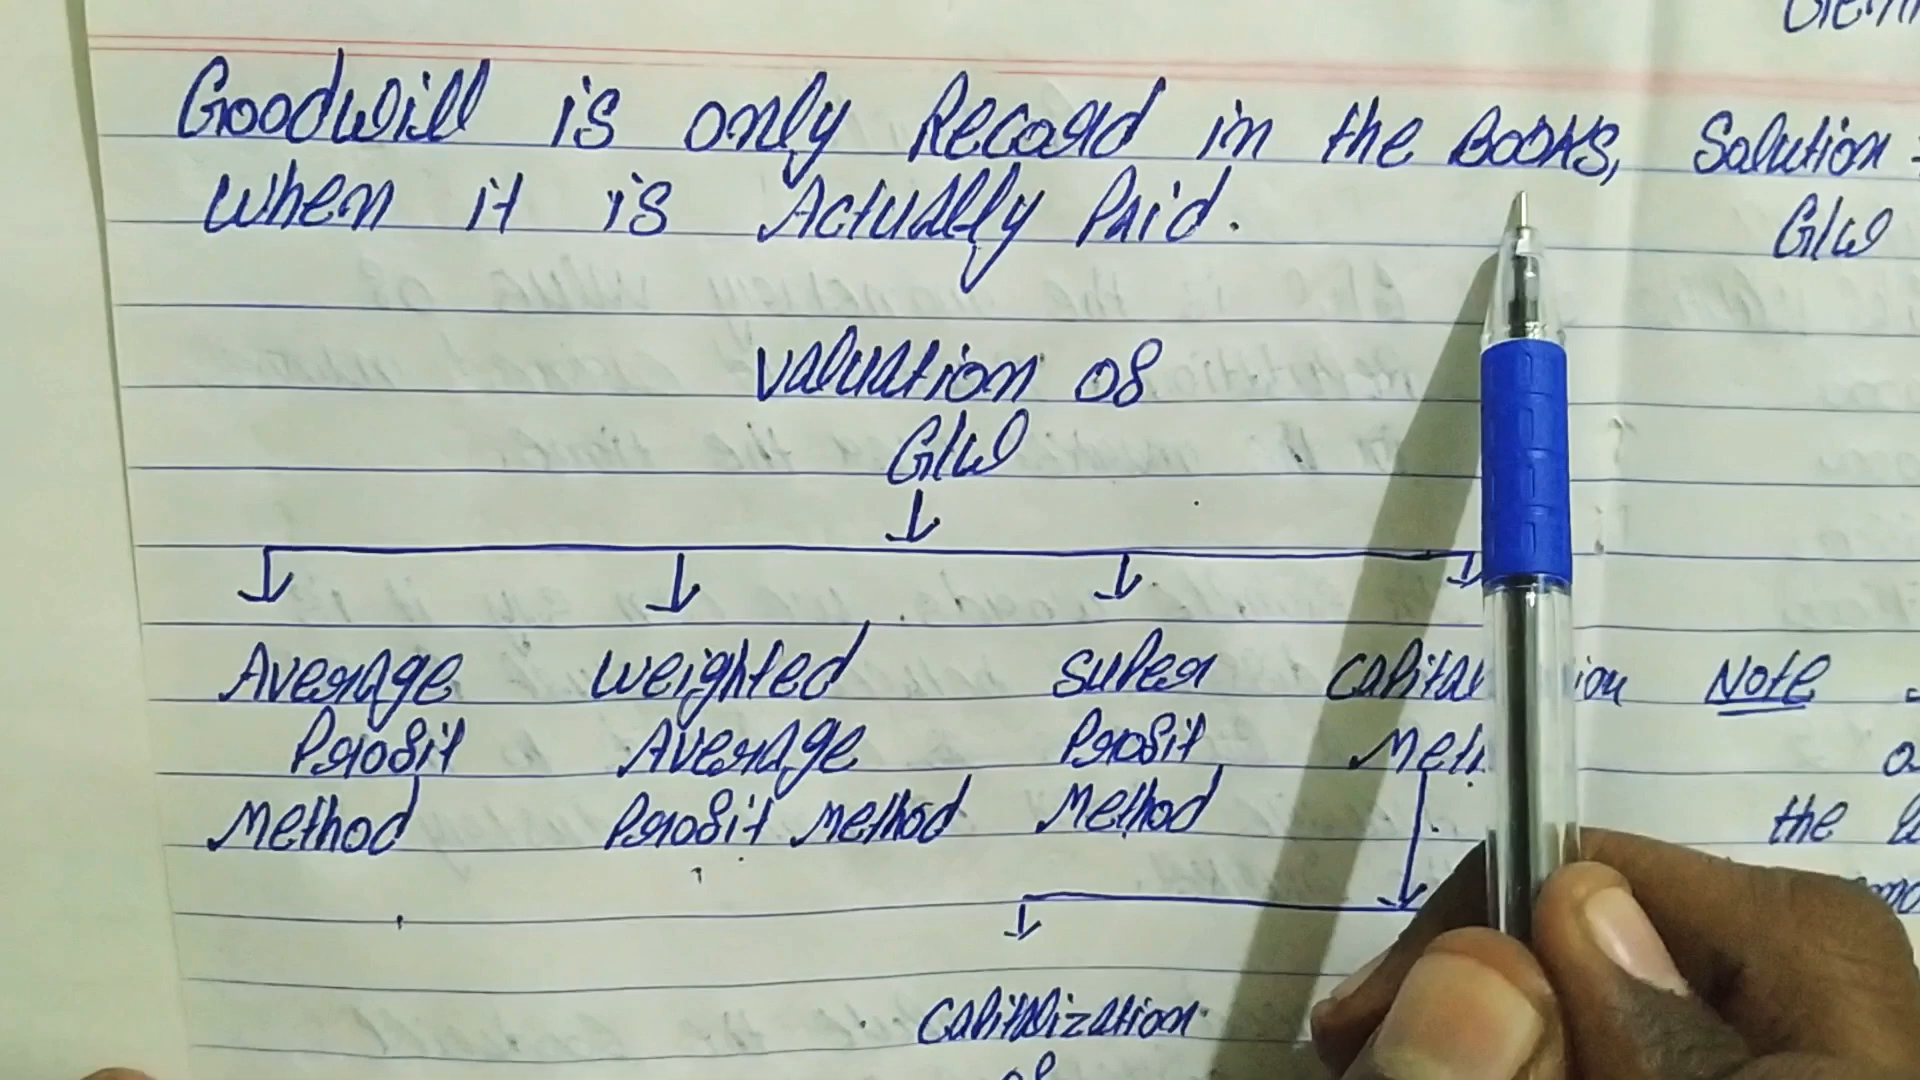 Goodwill is only Record in the Books,
when it is Actually Paid.
Valuation of
G/W
Average Weighted Super
Profit Average Profit
Method Profit Method Method
Capitalization
of
Solution
G/W
Note
the